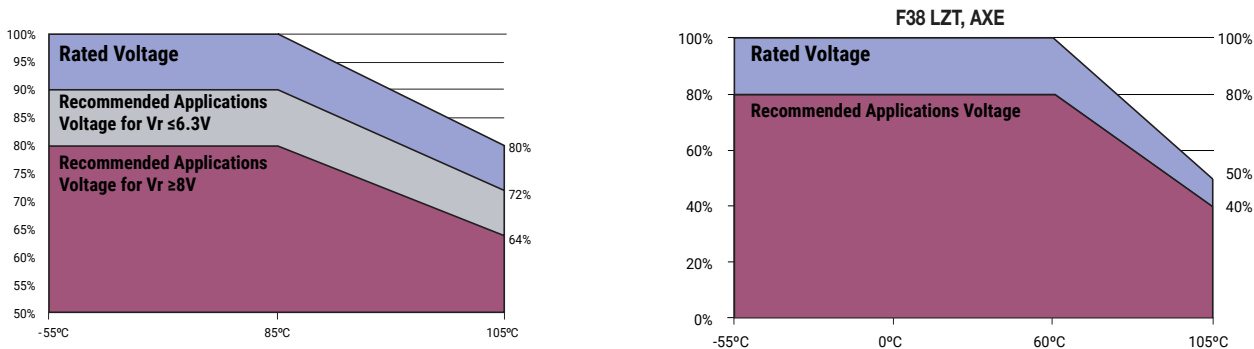 100%
95%
90%
85%
80%
75%
70%
65%
60%
55%
50%
Rated Voltage
Recommended Applications
Voltage for Vr ≤6.3V
Recommended Applications
Voltage for Vr ≥8V
80%
72%
64%
-55ºC
85ºC
105ºC
F38 LZT, AXE
100%
80%
60%
40%
20%
0%
Rated Voltage
Recommended Applications Voltage
100%
80%
50%
40%
-55ºC
0ºC
60ºC
105ºC